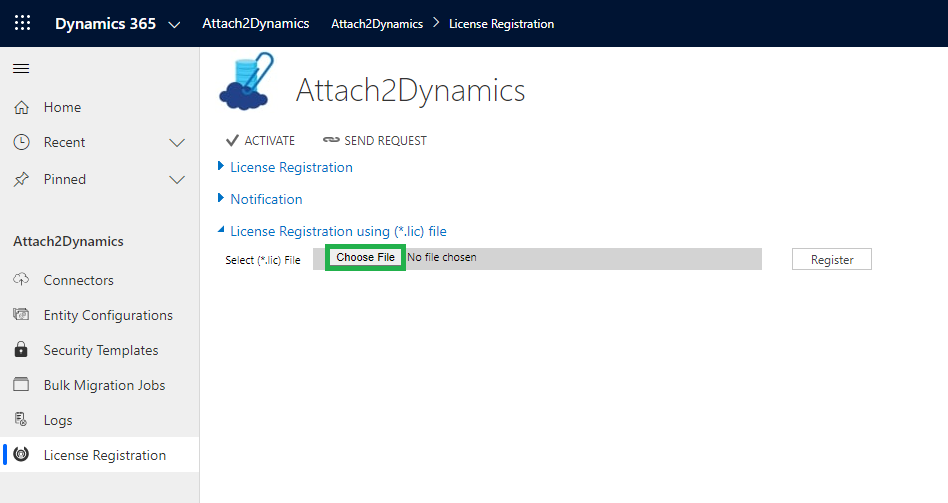 Dynamics 365 Attach2Dynamics Attach2Dynamics > License Registration
Attach2Dynamics
Home
Recent
Pinned
Attach2Dynamics
Connectors
Entity Configurations
Security Templates
Bulk Migration Jobs
Logs
License Registration
ACTIVATE SEND REQUEST
License Registration
Notification
License Registration using (*.lic) file
Select (*.lic) File Choose File No file chosen Register